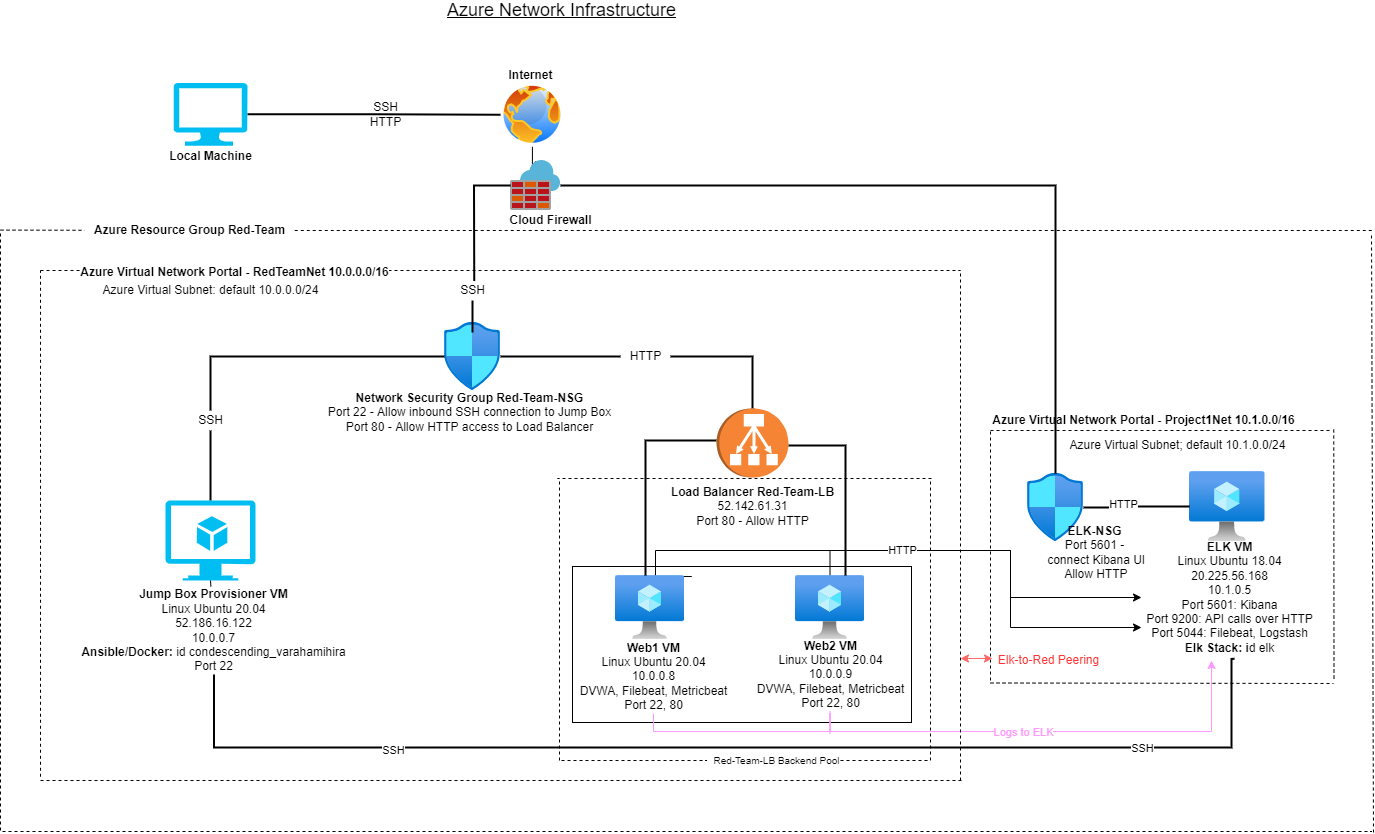 Azure Network Infrastructure
Internet
SSH
HTTP
Local Machine
Cloud Firewall
Azure Resource Group Red-Team
Azure Virtual Network Portal - RedTeamNet 10.0.0.0/16
Azure Virtual Subnet: default 10.0.0.0/24
SSH
HTTP
Network Security Group Red-Team-NSG
Port 22 - Allow inbound SSH connection to Jump Box
Port 80 - Allow HTTP access to Load Balancer
SSH
Azure Virtual Network Portal - Project1Net 10.1.0.0/16
Azure Virtual Subnet; default 10.1.0.0/24
Load Balancer Red-Team-LB
52.142.61.31
Port 80 - Allow HTTP
HTTP
ELK-NSG
Port 5601 -
connect Kibana UI
Allow HTTP
HTTP
ELK VM
Linux Ubuntu 18.04
20.225.56.168
10.1.0.5
Port 5601: Kibana
Port 9200: API calls over HTTP
Port 5044: Filebeat, Logstash
Elk Stack: id elk
Jump Box Provisioner VM
Linux Ubuntu 20.04
52.186.16.122
10.0.0.7
Ansible/Docker: id condescending_varahamihira
Port 22
Web1 VM
Linux Ubuntu 20.04
10.0.0.8
DVWA, Filebeat, Metricbeat
Port 22, 80
Web2 VM
Linux Ubuntu 20.04
10.0.0.9
DVWA, Filebeat, Metricbeat
Port 22, 80
Elk-to-Red Peering
Logs to ELK
SSH
SSH
Red-Team-LB Backend Pool